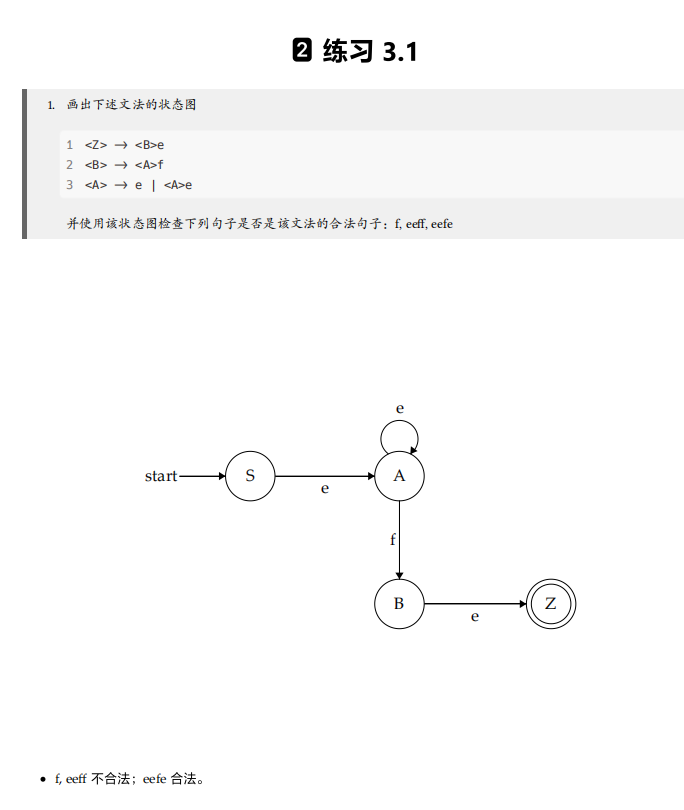 2 练习 3.1
1. 画出下述文法的状态图
1 <Z> → <B>e
2 <B> → <A>f
3 <A> → e | <A>e
并使用该状态图检查下列句子是否是该文法的合法句子：f, eeff, eefe
e
start S A
e
f
B Z
e
• f, eeff 不合法；eefe 合法。